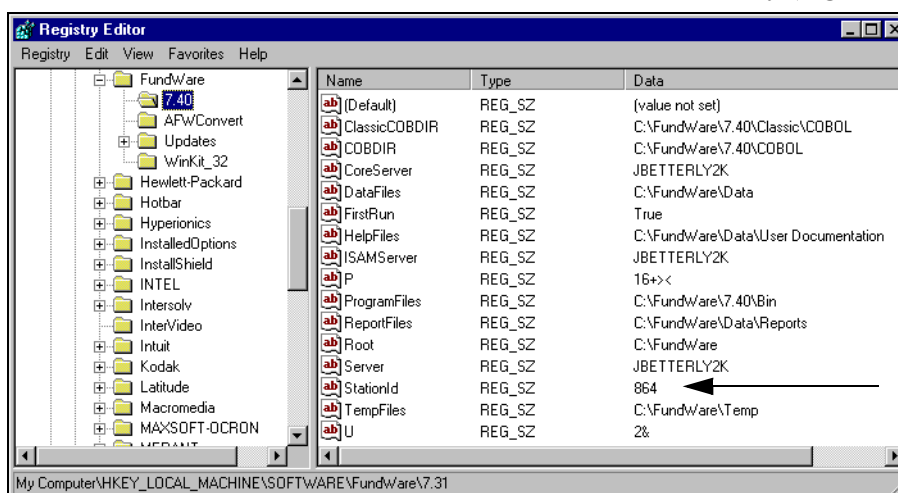 Registry Editor
Registry Edit View Favorites Help
FundWare
7.40
AFWConvert
Updates
WinKit_32
Hewlett-Packard
Hotbar
Hyperionics
InstalledOptions
InstallShield
INTEL
Intersolv
InterVideo
Intuit
Kodak
Latitude
Macromedia
MAXSOFT-OCRON
MERANT
Name Type Data
(Default) REG_SZ (value not set)
ClassicCOBDIR REG_SZ C:\FundWare\7.40\Classic\COBOL
COBDIR REG_SZ C:\FundWare\7.40\COBOL
CoreServer REG_SZ JBETTERLY2K
DataFiles REG_SZ C:\FundWare\Data
FirstRun REG_SZ True
HelpFiles REG_SZ C:\FundWare\Data\User Documentation
ISAMServer REG_SZ JBETTERLY2K
P REG_SZ 16+><
ProgramFiles REG_SZ C:\FundWare\7.40\Bin
ReportFiles REG_SZ C:\FundWare\Data\Reports
Root REG_SZ C:\FundWare
Server REG_SZ JBETTERLY2K
StationId REG_SZ 864
TempFiles REG_SZ C:\FundWare\Temp
U REG_SZ 2&
My Computer\HKEY_LOCAL_MACHINE\SOFTWARE\FundWare\7.31